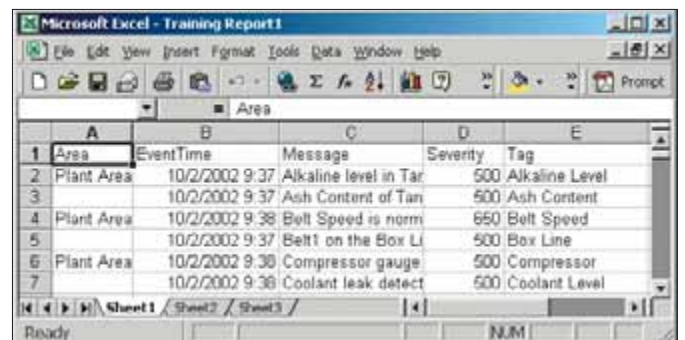 Microsoft Excel - Training Report1
File Edit View Insert Format Tools Data Window Help
Prompt
= Area
A B C D E
1 Area EventTime Message Severity Tag
2 Plant Area 10/2/2002 9:37 Alkaline level in Tan 500 Alkaline Level
3 10/2/2002 9:37 Ash Content of Tan 500 Ash Content
4 Plant Area 10/2/2002 9:38 Belt Speed is norm 650 Belt Speed
5 10/2/2002 9:37 Belt1 on the Box Li 500 Box Line
6 Plant Area 10/2/2002 9:38 Compressor gauge 500 Compressor
7 10/2/2002 9:38 Coolant leak detect 500 Coolant Level
Sheet1 / Sheet2 / Sheet3 /
Ready NUM